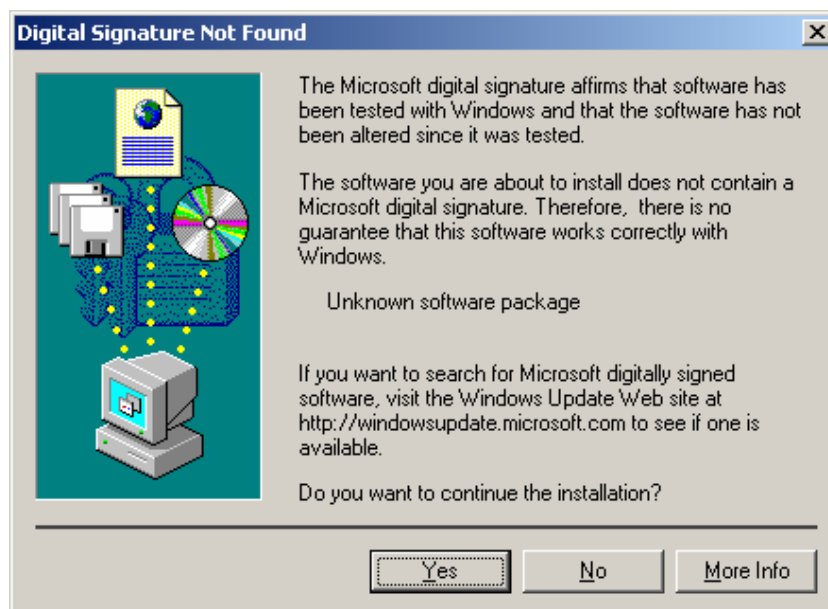 Digital Signature Not Found
The Microsoft digital signature affirms that software has
been tested with Windows and that the software has not
been altered since it was tested.
The software you are about to install does not contain a
Microsoft digital signature. Therefore,  there is no
guarantee that this software works correctly with
Windows.
Unknown software package
If you want to search for Microsoft digitally signed
software, visit the Windows Update Web site at
http://windowsupdate.microsoft.com to see if one is
available.
Do you want to continue the installation?
Yes No More Info